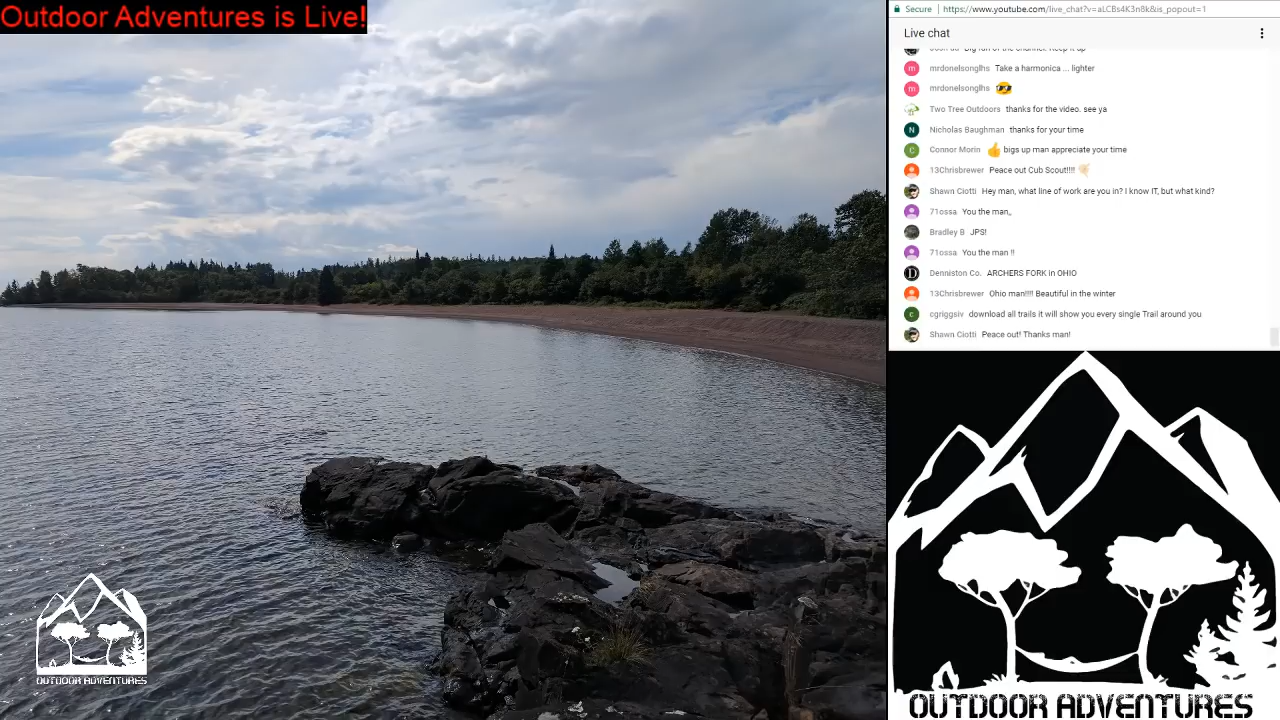 Outdoor Adventures is Live!
Secure https://www.youtube.com/live_chat?v=aLCBs4K3n8k&is_popout=1
Live chat
mrdonelsonglhs Take a harmonica ... lighter
mrdonelsonglhs
Two Tree Outdoors thanks for the video. see ya
Nicholas Baughman thanks for your time
Connor Morin bigs up man appreciate your time
13Chrisbrewer Peace out Cub Scout!!!!
Shawn Ciotti Hey man, what line of work are you in? I know IT, but what kind?
71ossa You the man,,
Bradley B JPS!
71ossa You the man !!
Denniston Co. ARCHERS FORK in OHIO
13Chrisbrewer Ohio man!!!! Beautiful in the winter
cgriggsiv download all trails it will show you every single Trail around you
Shawn Ciotti Peace out! Thanks man!
OUTDOOR ADVENTURES
OUTDOOR ADVENTURES